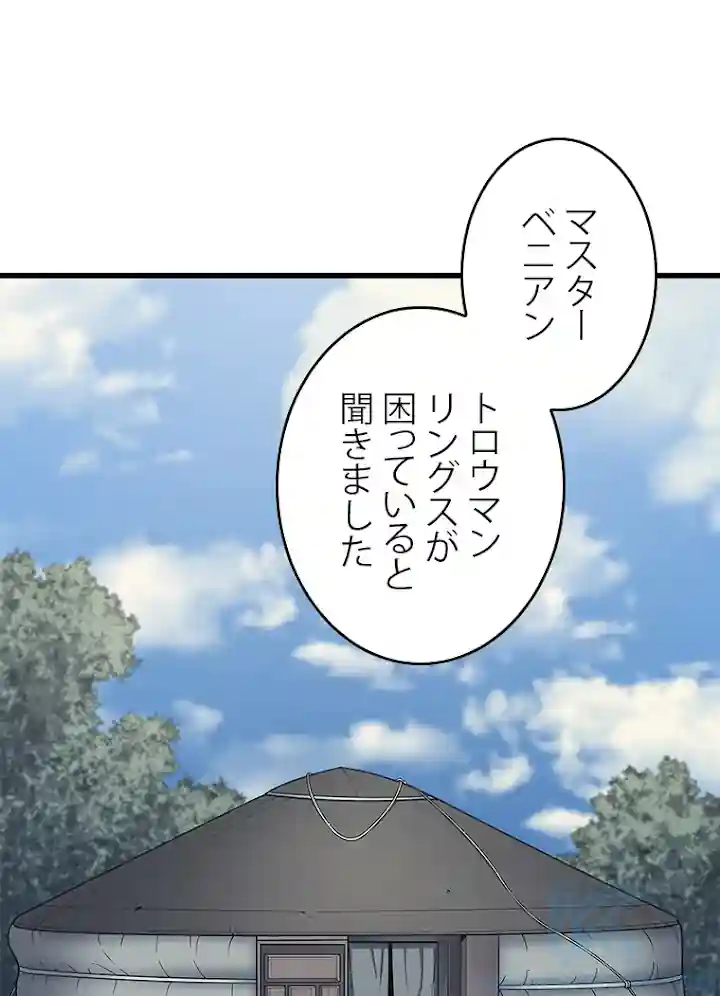 マスター
ベニアン
トロウマン
リングスが
困っていると
聞きました